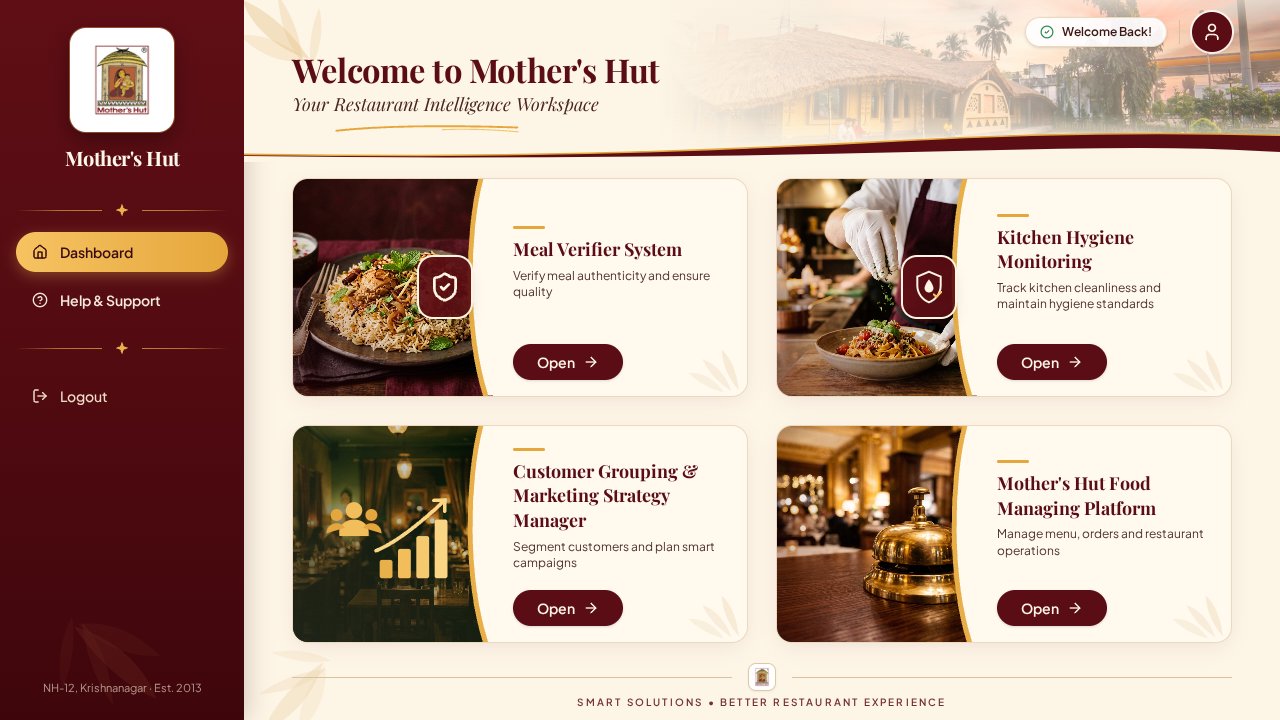 ®
Mother's Hut
Mother's Hut
Dashboard
Help & Support
Logout
NH-12, Krishnanagar · Est. 2013
Welcome to Mother's Hut
Your Restaurant Intelligence Workspace
Welcome Back!
Meal Verifier System
Verify meal authenticity and ensure
quality
Open
Kitchen Hygiene
Monitoring
Track kitchen cleanliness and
maintain hygiene standards
Open
Customer Grouping &
Marketing Strategy
Manager
Segment customers and plan smart
campaigns
Open
Mother's Hut Food
Managing Platform
Manage menu, orders and restaurant
operations
Open
SMART SOLUTIONS • BETTER RESTAURANT EXPERIENCE